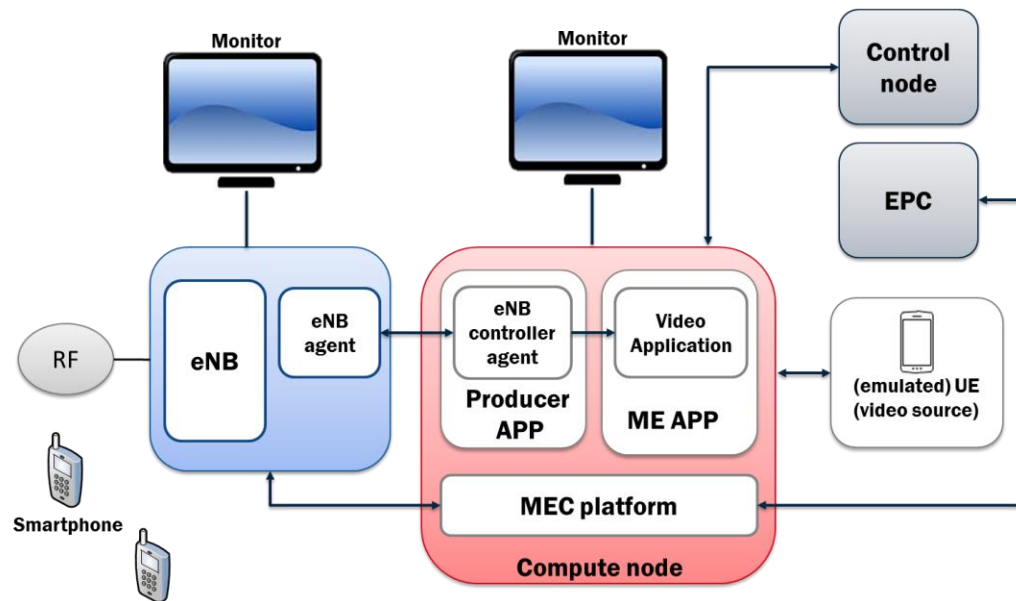 Monitor
Monitor
Control
node
EPC
eNB
eNB
agent
eNB
controller
agent
Producer
APP
Video
Application
ME APP
(emulated) UE
(video source)
RF
MEC platform
Smartphone
Compute node